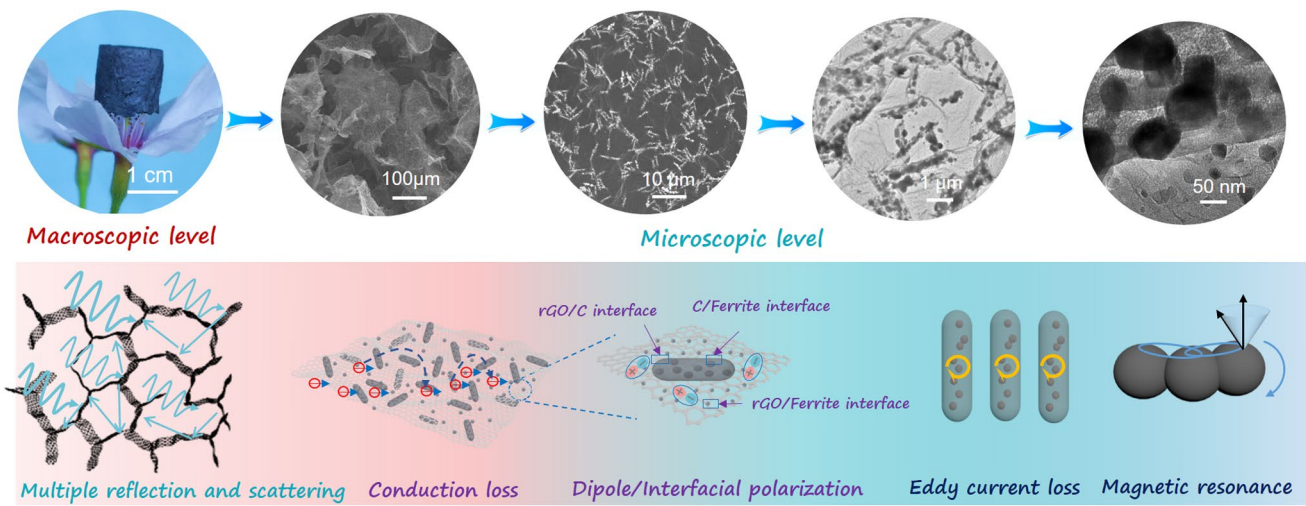 1 cm
100μm
10 μm
1 μm
50 nm
Macroscopic level
Microscopic level
rGO/C interface
C/Ferrite interface
rGO/Ferrite interface
Multiple reflection and scattering
Conduction loss
Dipole/Interfacial polarization
Eddy current loss
Magnetic resonance